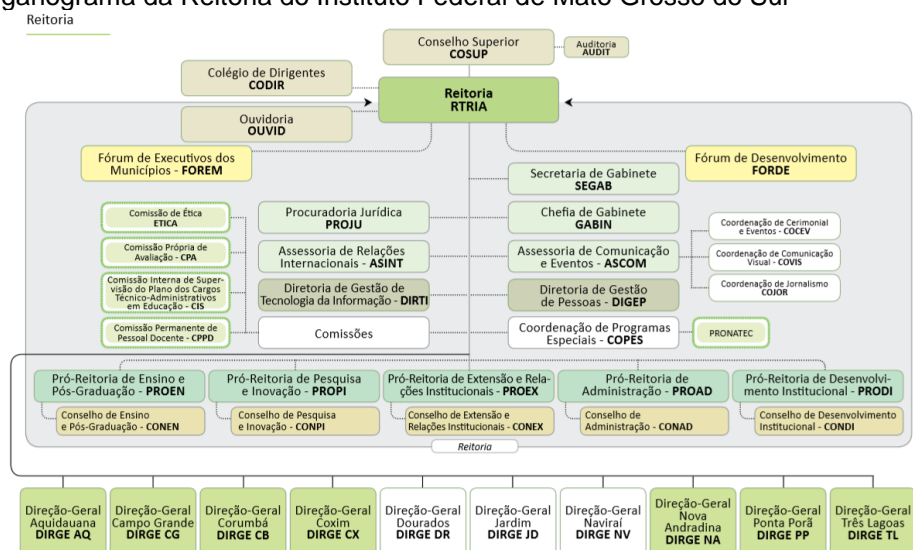 ganograma da Reitoria do Instituto Federal de Mato Grosso do Sul
Reitoria
Conselho Superior
COSUP
Auditoria
AUDIT
Colégio de Dirigentes
CODIR
Reitoria
RTRIA
Ouvidoria
OUVID
Fórum de Executivos dos
Municípios - FOREM
Fórum de Desenvolvimento
FORDE
Secretaria de Gabinete
SEGAB
Comissão de Ética
ETICA
Procuradoria Jurídica
PROJU
Chefia de Gabinete
GABIN
Coordenação de Cerimonial
e Eventos - COCEV
Comissão Própria de
Avaliação - CPA
Assessoria de Relações
Internacionais - ASINT
Assessoria de Comunicação
e Eventos - ASCOM
Coordenação de Comunicação
Visual - COVIS
Comissão Interna de Super-
visão do Plano dos Cargos
Técnico-Administrativos
em Educação - CIS
Diretoria de Gestão de
Tecnologia da Informação - DIRTI
Diretoria de Gestão
de Pessoas - DIGEP
Coordenação de Jornalismo
COJOR
Comissão Permanente de
Pessoal Docente - CPPD
Comissões
Coordenação de Programas
Especiais - COPES
PRONATEC
Pró-Reitoria de Ensino e
Pós-Graduação - PROEN
Pró-Reitoria de Pesquisa
e Inovação - PROPI
Pró-Reitoria de Extensão e Rela-
ções Institucionais - PROEX
Pró-Reitoria de
Administração - PROAD
Pró-Reitoria de Desenvolvi-
mento Institucional - PRODI
Conselho de Ensino
e Pós-Graduação - CONEN
Conselho de Pesquisa
e Inovação - CONPI
Conselho de Extensão e
Relações Institucionais - CONEX
Conselho de
Administração - CONAD
Conselho de Desenvolvimento
Institucional - CONDI
Reitoria
Direção-Geral
Aquidauana
DIRGE AQ
Direção-Geral
Campo Grande
DIRGE CG
Direção-Geral
Corumbá
DIRGE CB
Direção-Geral
Coxim
DIRGE CX
Direção-Geral
Dourados
DIRGE DR
Direção-Geral
Jardim
DIRGE JD
Direção-Geral
Naviraí
DIRGE NV
Direção-Geral
Nova
Andradina
DIRGE NA
Direção-Geral
Ponta Porã
DIRGE PP
Direção-Geral
Três Lagoas
DIRGE TL